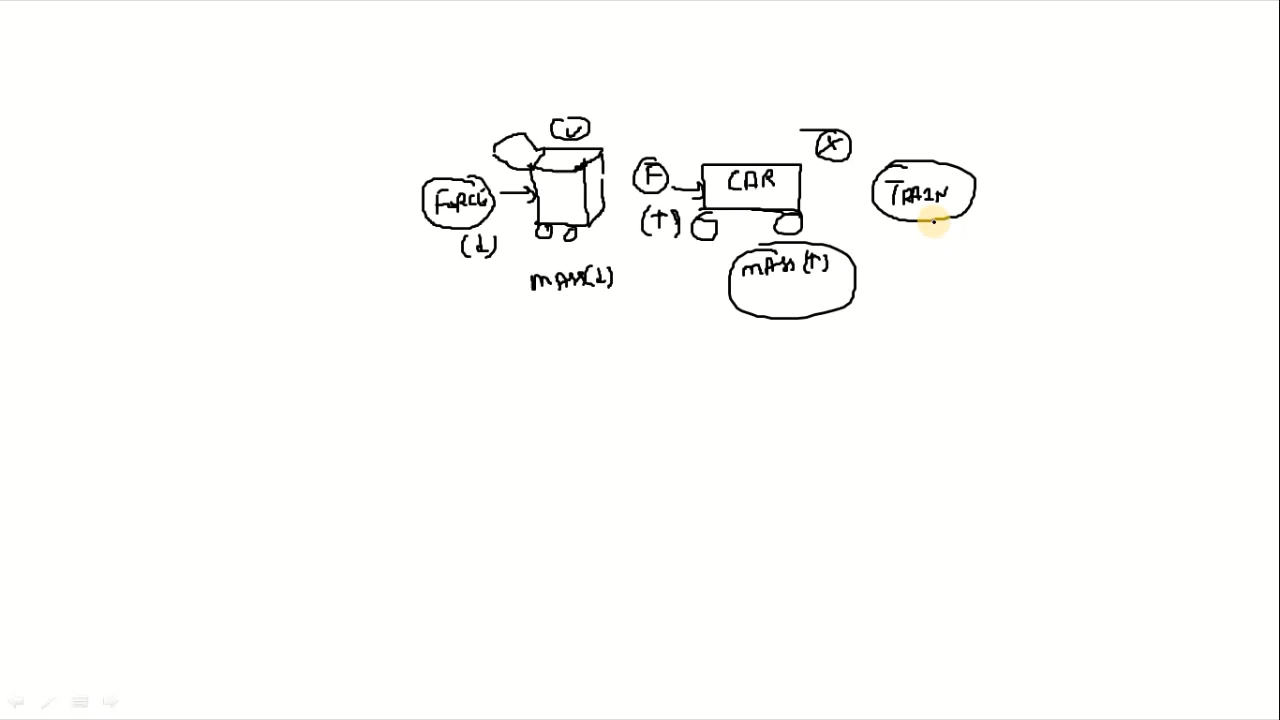 FORCE
(↓)
MASS(↓)
F
(↑)
CAR
MASS (↑)
TRAIN